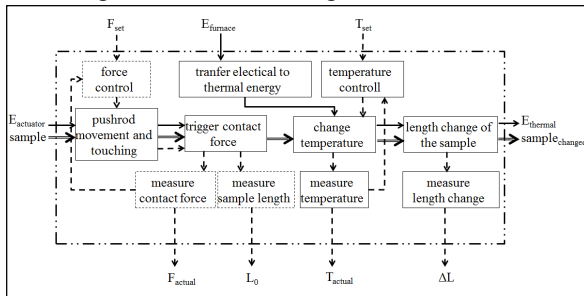 F_set
E_furnace
T_set
force
control
tranfer electical to
thermal energy
temperature
controll
E_actuator
sample
pushrod
movement and
touching
trigger contact
force
change
temperature
length change of
the sample
E_thermal
sample_changed
measure
contact force
measure
sample length
measure
temperature
measure
length change
F_actual
L_0
T_actual
ΔL